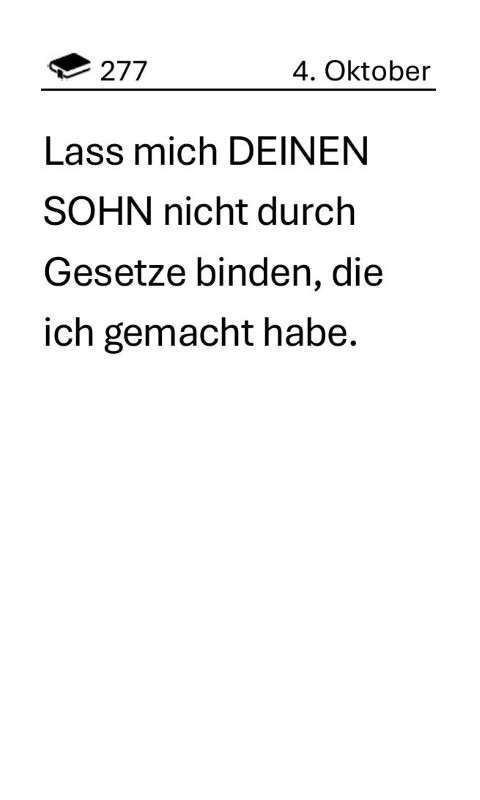 277 4. Oktober
Lass mich DEINEN
SOHN nicht durch
Gesetze binden, die
ich gemacht habe.